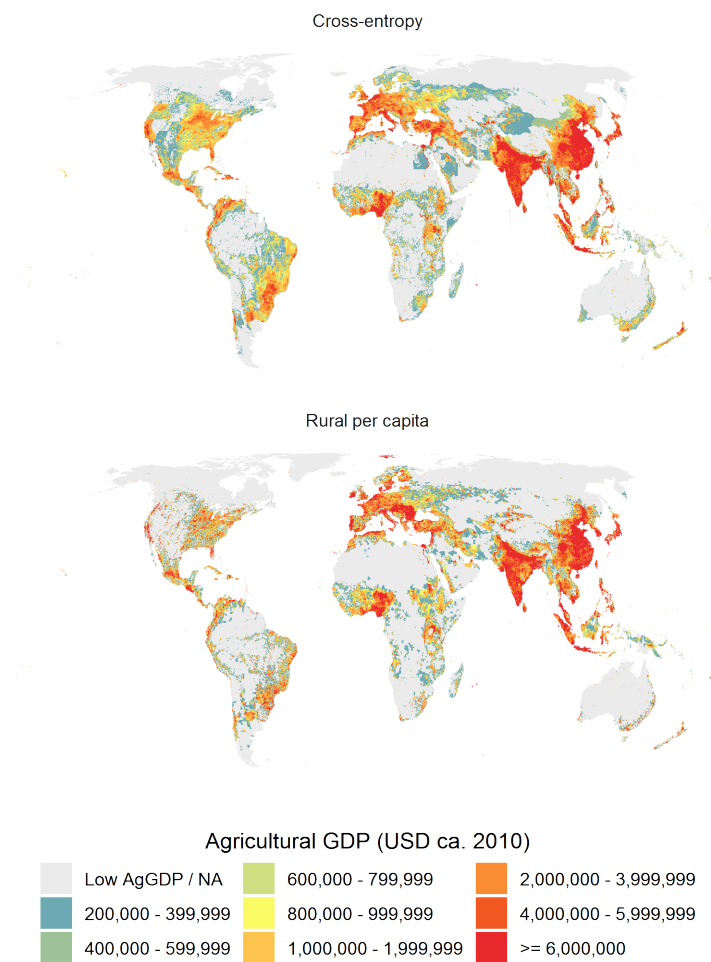 Cross-entropy
Rural per capita
Agricultural GDP (USD ca. 2010)
Low AgGDP / NA
600,000 - 799,999
2,000,000 - 3,999,999
200,000 - 399,999
800,000 - 999,999
4,000,000 - 5,999,999
400,000 - 599,999
1,000,000 - 1,999,999
>= 6,000,000